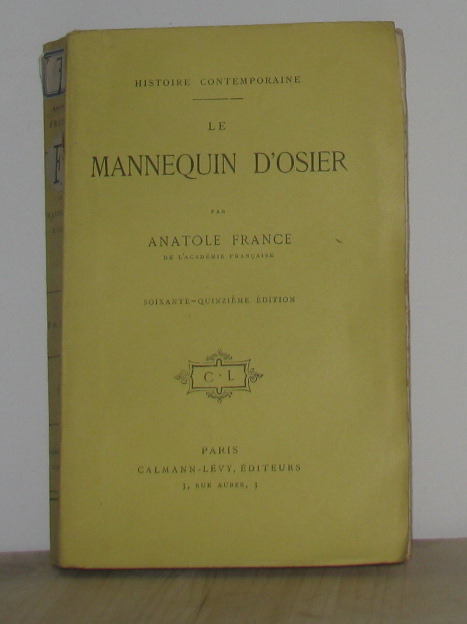 HISTOIRE CONTEMPORAINE
LE
MANNEQUIN D'OSIER
PAR
ANATOLE FRANCE
DE L'ACADÉMIE FRANÇAISE
SOIXANTE-QUINZIÈME ÉDITION
C · L
PARIS
CALMANN-LÉVY, ÉDITEURS
3, RUE AUBER, 3